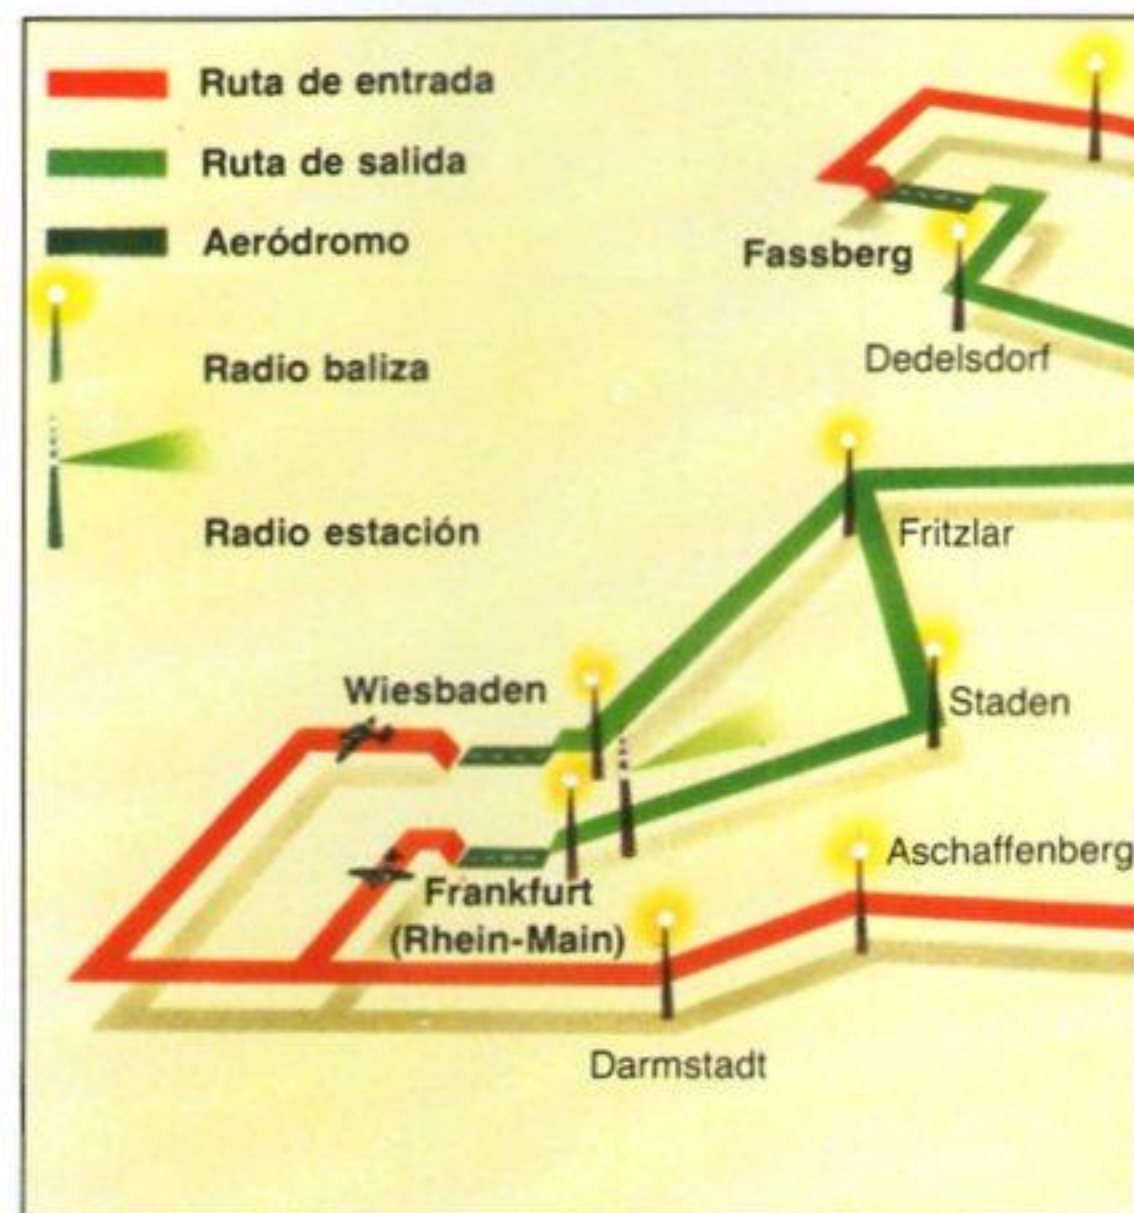 Ruta de entrada
Ruta de salida
Aeródromo
Radio baliza
Radio estación
Fassberg
Dedelsdorf
Fritzlar
Wiesbaden
Staden
Aschaffenberg
Frankfurt
(Rhein-Main)
Darmstadt